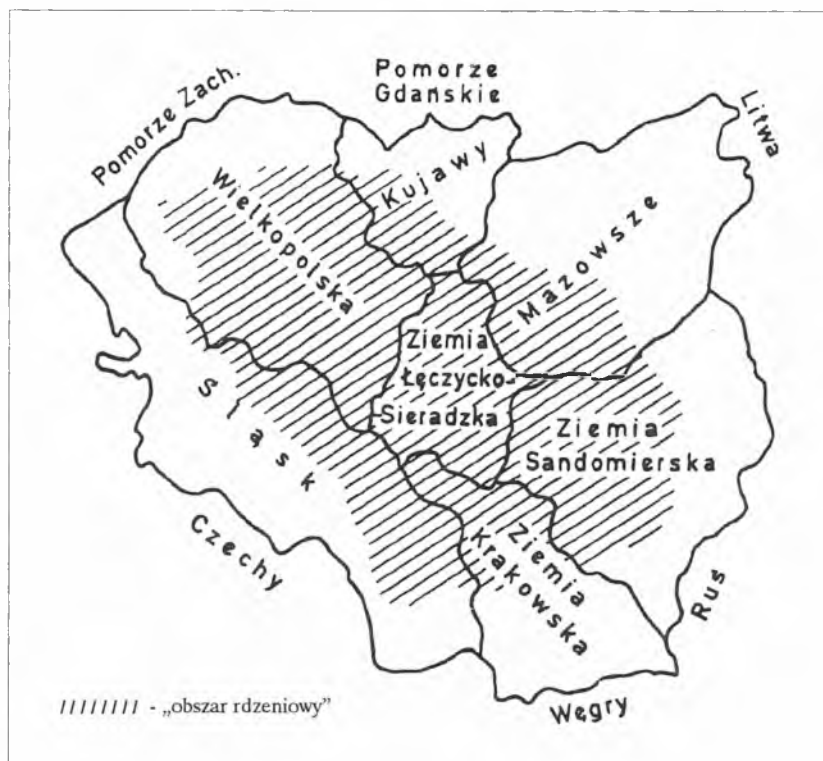 Pomorze Zach.
Pomorze
Gdańskie
Litwa
Wielkopolska
Kujawy
Mazowsze
Ziemia
Łęczycko-
Sieradzka
Śląsk
Ziemia
Sandomierska
Ziemia
Krakowska
Czechy
Ruś
Węgry
//////// - „obszar rdzeniowy”